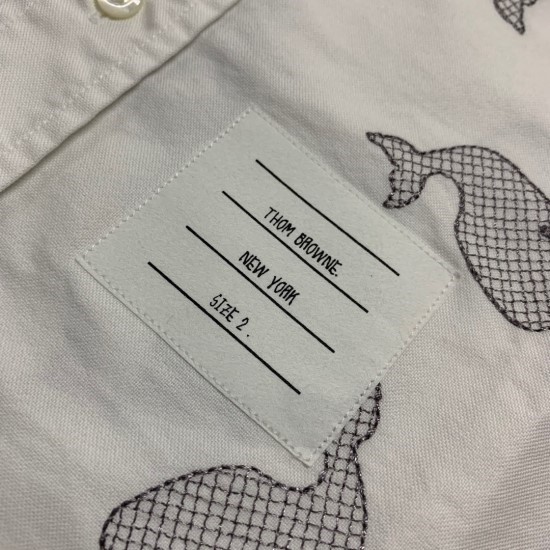 THOM BROWNE.
NEW YORK
SIZE 2.